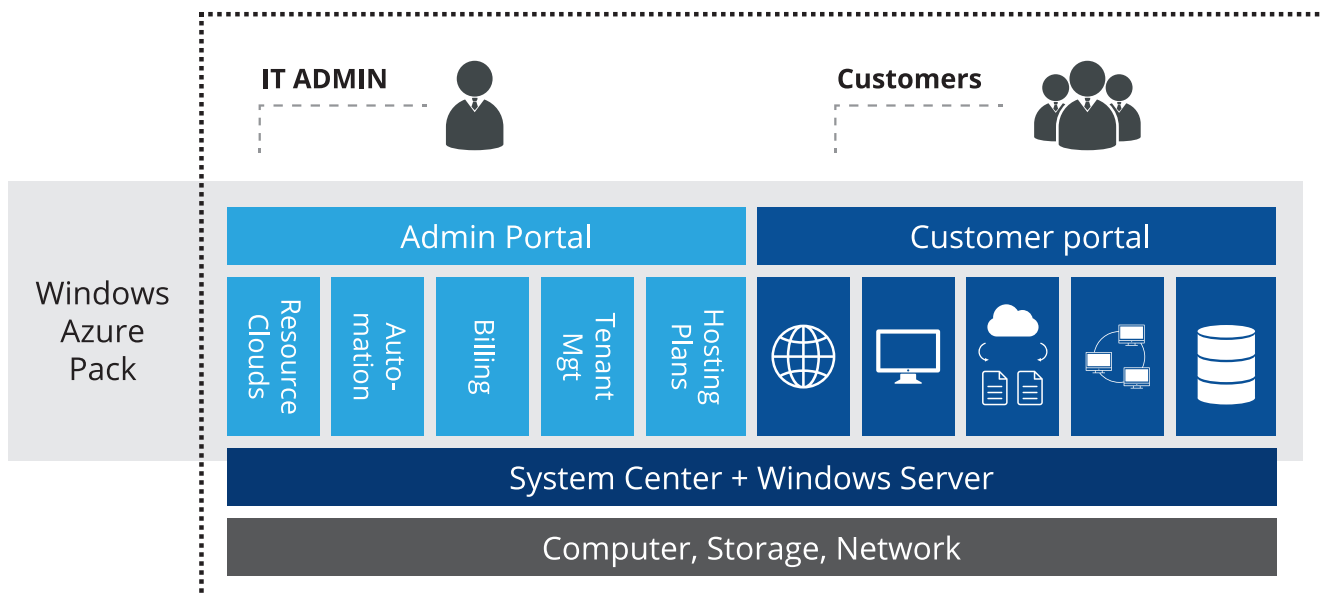 IT ADMIN
Customers
Windows
Azure
Pack
Admin Portal
Customer portal
Resource
Clouds
Auto-
mation
Billing
Tenant
Mgt
Hosting
Plans
System Center + Windows Server
Computer, Storage, Network